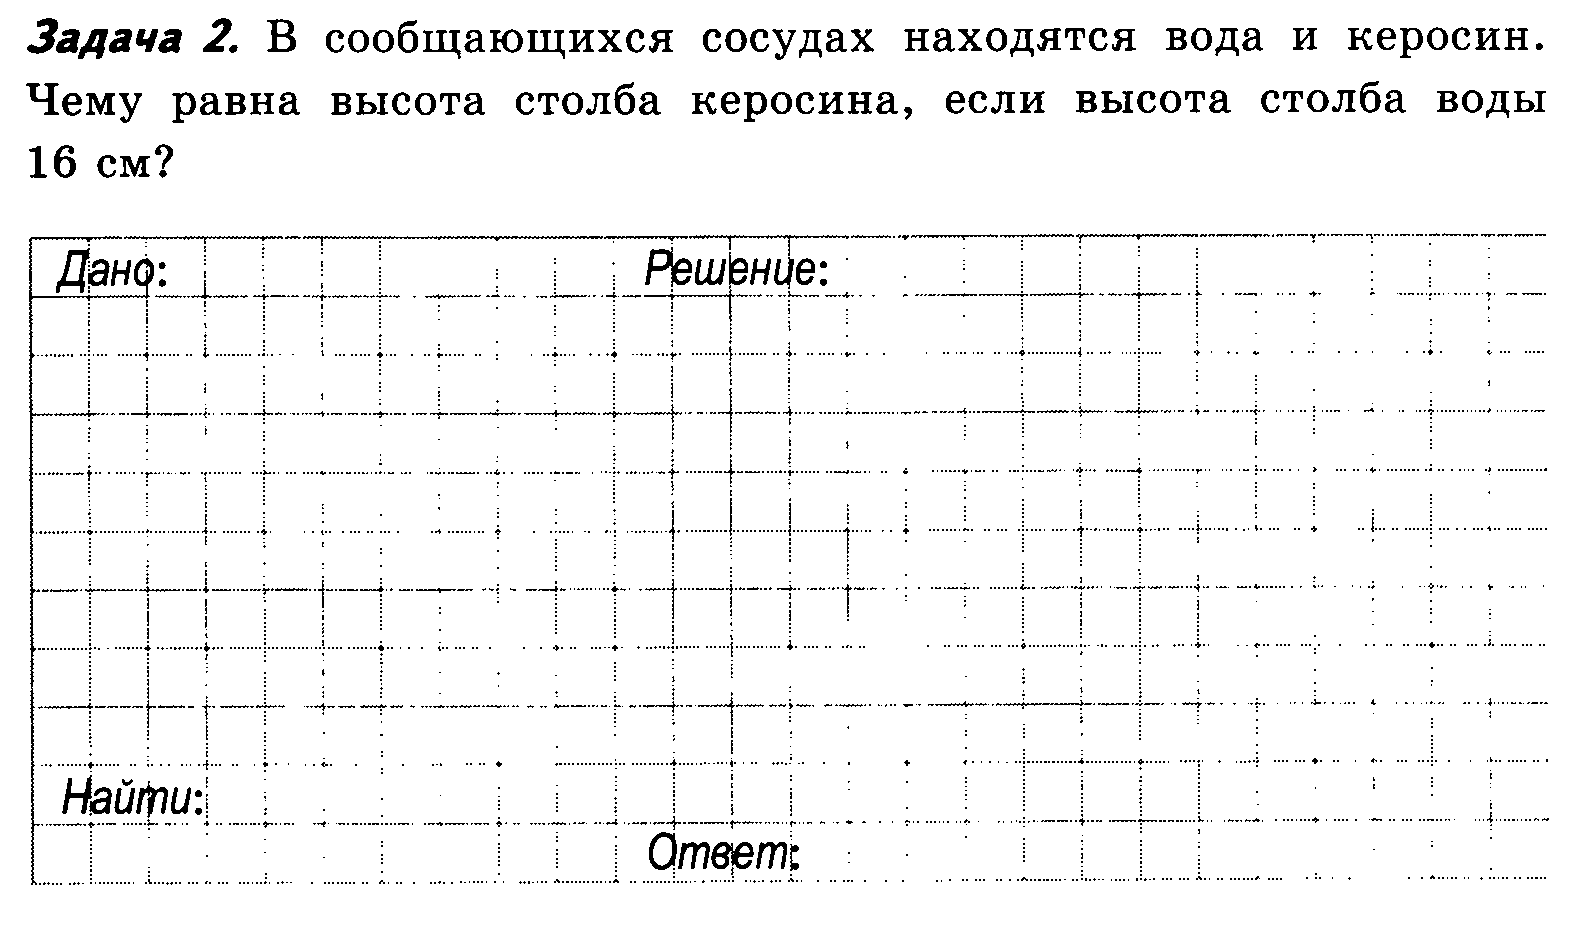 Задача 2. В сообщающихся сосудах находятся вода и керосин.
Чему равна высота столба керосина, если высота столба воды
16 см?
Дано:
Решение:
Найти:
Ответ: